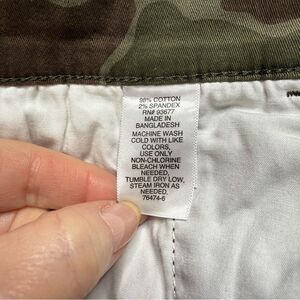 98% COTTON
2% SPANDEX
RN# 93677
MADE IN
BANGLADESH
MACHINE WASH
COLD WITH LIKE
COLORS,
USE ONLY
NON-CHLORINE
BLEACH WHEN
NEEDED,
TUMBLE DRY LOW,
STEAM IRON AS
NEEDED.
76474-6